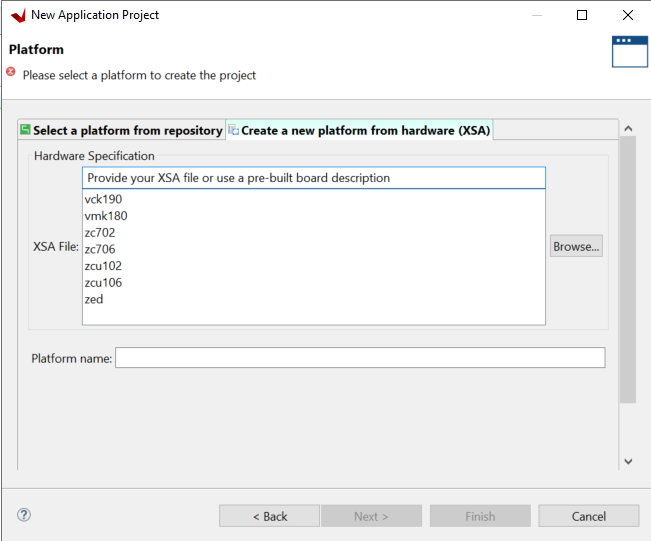 New Application Project
Platform
Please select a platform to create the project
Select a platform from repository
Create a new platform from hardware (XSA)
Hardware Specification
Provide your XSA file or use a pre-built board description
vck190
vmk180
zc702
XSA File:
zc706
Browse...
zcu102
zcu106
zed
Platform name:
< Back
Next >
Finish
Cancel